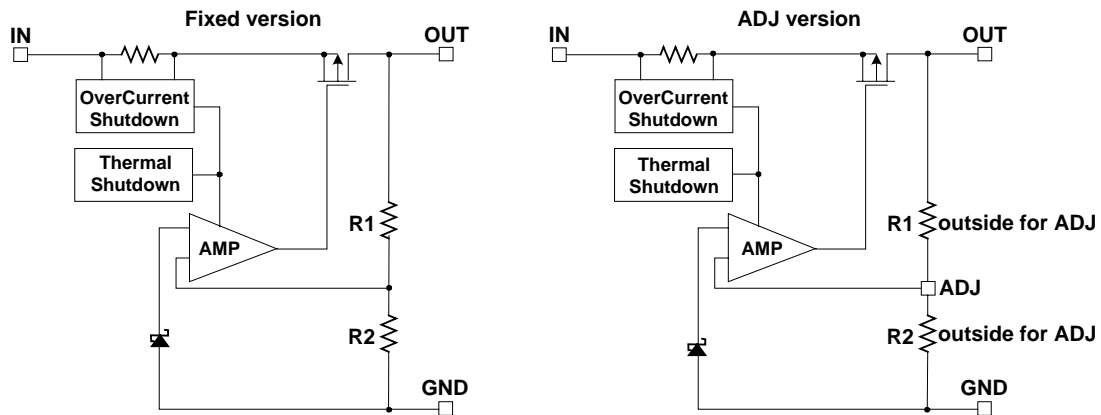 Fixed version
IN
OUT
OverCurrent
Shutdown
Thermal
Shutdown
AMP
R1
R2
GND
ADJ version
IN
OUT
OverCurrent
Shutdown
Thermal
Shutdown
AMP
R1 outside for ADJ
ADJ
R2 outside for ADJ
GND